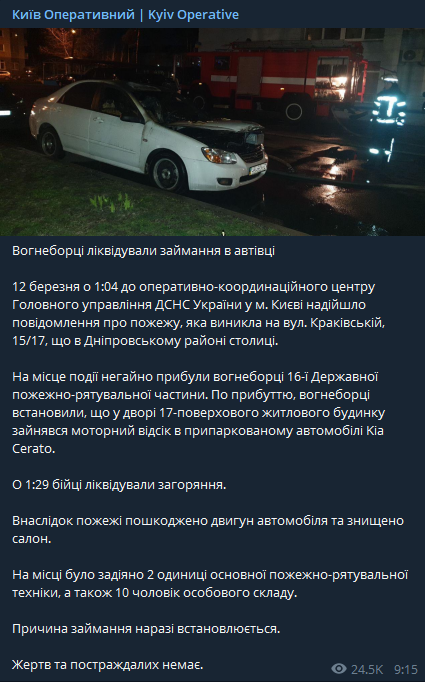 Київ Оперативний | Kyiv Operative
Вогнеборці ліквідували займання в автівці
12 березня о 1:04 до оперативно-координаційного центру
Головного управління ДСНС України у м. Києві надійшло
повідомлення про пожежу, яка виникла на вул. Краківській,
15/17, що в Дніпровському районі столиці.
На місце події негайно прибули вогнеборці 16-ї Державної
пожежно-рятувальної частини. По прибуттю, вогнеборці
встановили, що у дворі 17-поверхового житлового будинку
зайнявся моторний відсік в припаркованому автомобілі Kia
Cerato.
О 1:29 бійці ліквідували загоряння.
Внаслідок пожежі пошкоджено двигун автомобіля та знищено
салон.
На місці було задіяно 2 одиниці основної пожежно-рятувальної
техніки, а також 10 чоловік особового складу.
Причина займання наразі встановлюється.
Жертв та постраждалих немає.
24.5K 9:15